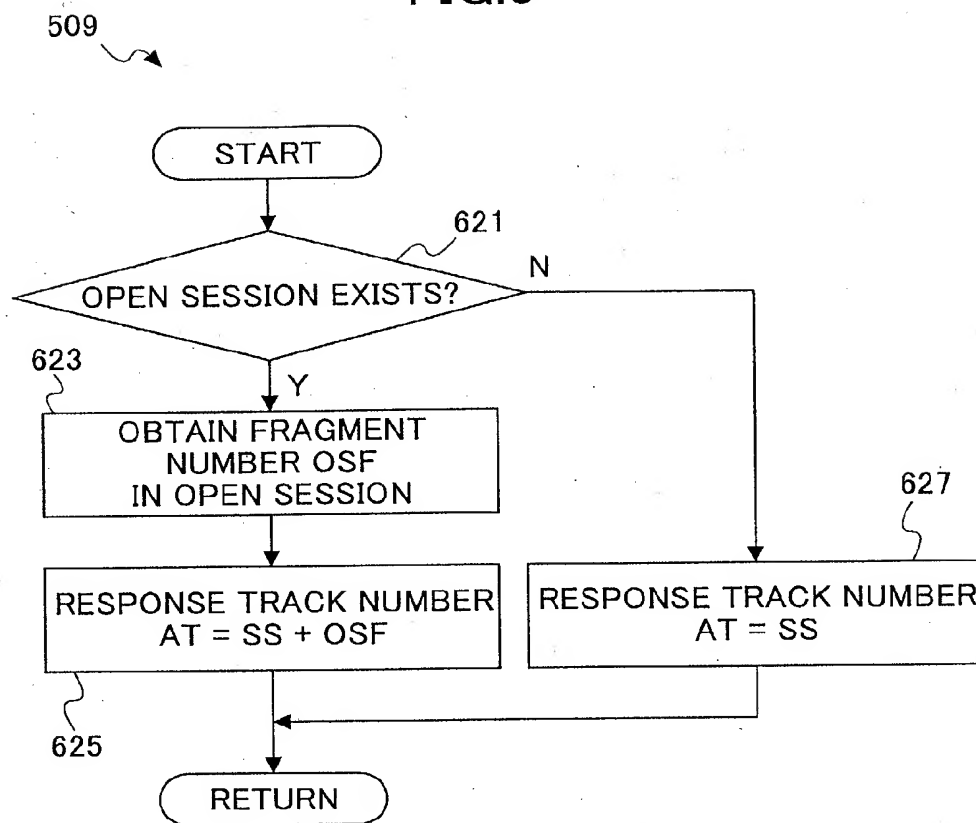 509
START
621
OPEN SESSION EXISTS?
N
623
Y
OBTAIN FRAGMENT
NUMBER OSF
IN OPEN SESSION
627
RESPONSE TRACK NUMBER
AT = SS + OSF
RESPONSE TRACK NUMBER
AT = SS
625
RETURN